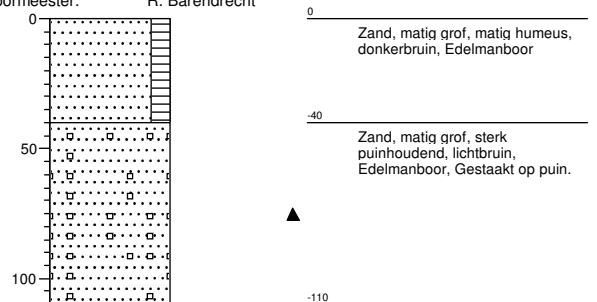 R. Barendrecht
0
0
Zand, matig grof, matig humeus,
donkerbruin, Edelmanboor
-40
Zand, matig grof, sterk
puinhoudend, lichtbruin,
Edelmanboor, Gestaakt op puin.
50
100
-110